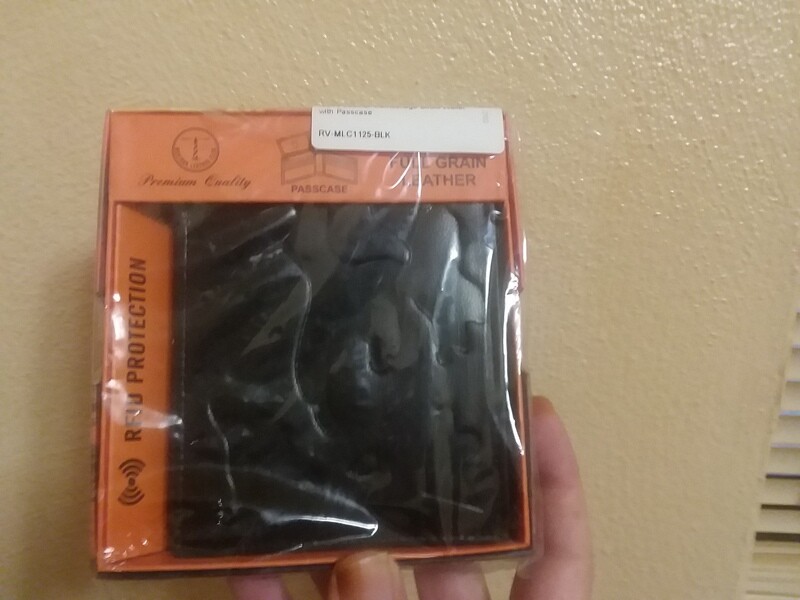 with Passcase
RV-MLC1125-BLK
Premium Quality
PASSCASE
FULL GRAIN
LEATHER
RFID PROTECTION